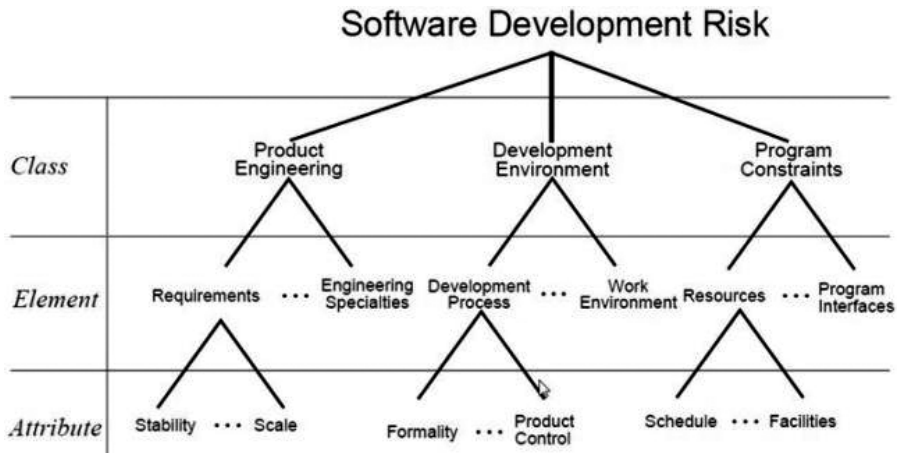 Software Development Risk
Class
Product
Engineering
Development
Environment
Program
Constraints
Element
Requirements ••• Engineering
Specialties
Development
Process ••• Work
Environment
Resources ••• Program
Interfaces
Attribute
Stability ••• Scale
Formality ••• Product
Control
Schedule ••• Facilities